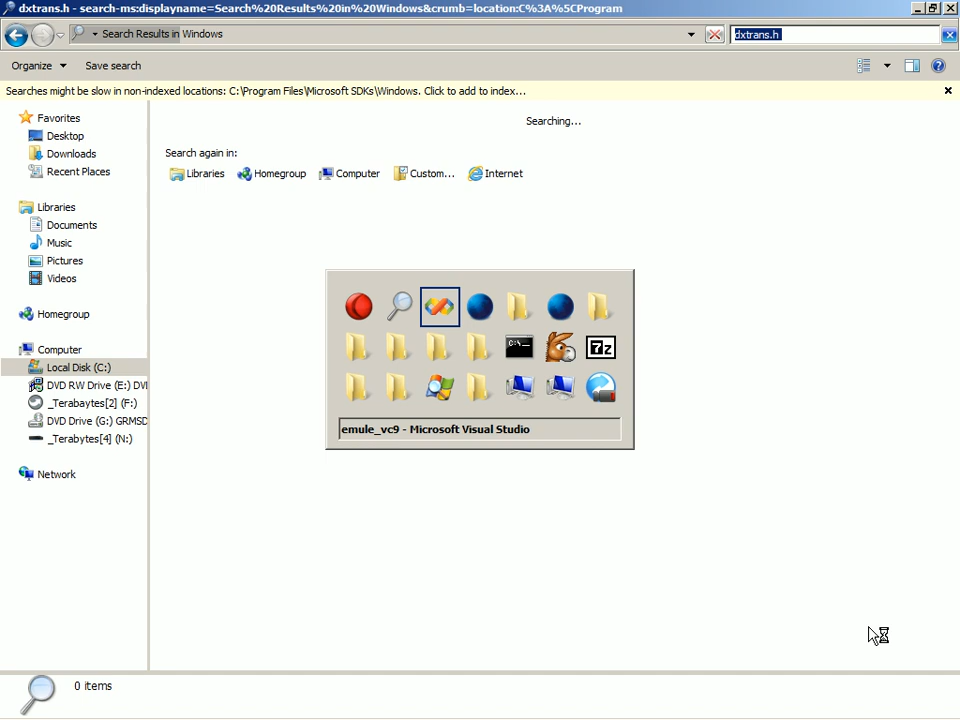 dxtrans.h - search-ms:displayname=Search%20Results%20in%20Windows&crumb=location:C%3A%5CProgram
Search Results in Windows
dxtrans.h
Organize
Save search
Searches might be slow in non-indexed locations: C:\Program Files\Microsoft SDKs\Windows. Click to add to index...
Favorites
Desktop
Downloads
Recent Places
Libraries
Documents
Music
Pictures
Videos
Homegroup
Computer
Local Disk (C:)
DVD RW Drive (E:) DVI
_Terabytes[2] (F:)
DVD Drive (G:) GRMSD
_Terabytes[4] (N:)
Network
Searching...
Search again in:
Libraries
Homegroup
Computer
Custom...
Internet
C:\_
7z
emule_vc9 - Microsoft Visual Studio
0 items